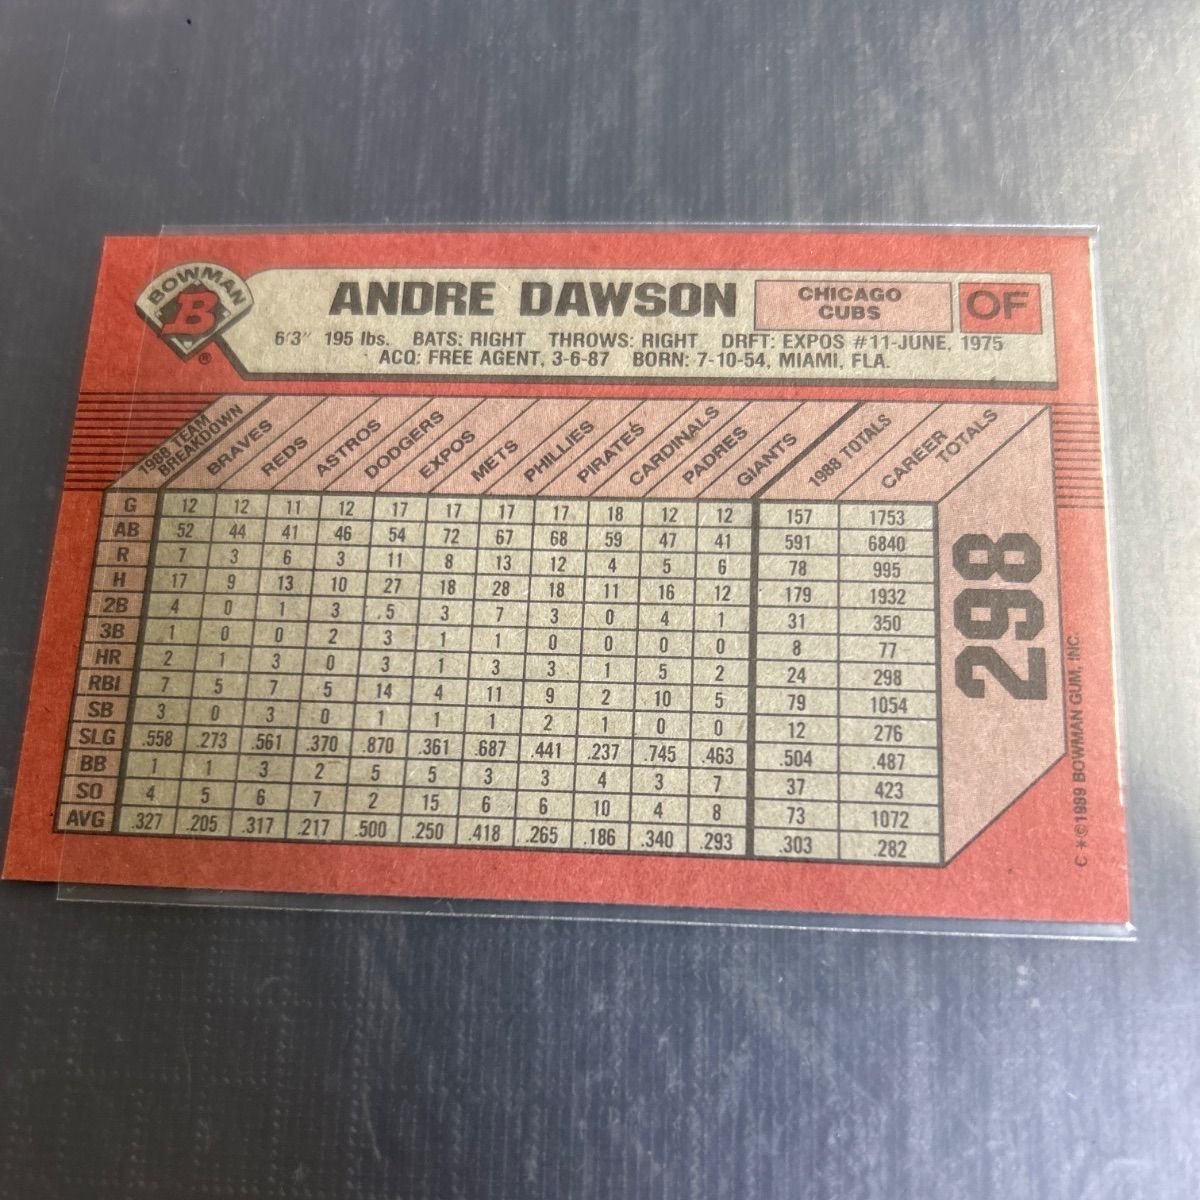 BOWMAN
B
®
ANDRE DAWSON
CHICAGO
CUBS
OF
6'3" 195 lbs. BATS: RIGHT THROWS: RIGHT DRFT: EXPOS #11-JUNE, 1975
ACQ: FREE AGENT, 3-6-87 BORN: 7-10-54, MIAMI, FLA.
1988 TEAM BREAKDOWN BRAVES REDS ASTROS DODGERS EXPOS METS PHILLIES PIRATES CARDINALS PADRES GIANTS 1988 TOTALS CAREER TOTALS
G 12 12 11 12 17 17 17 17 18 12 12 157 1753
AB 52 44 41 46 54 72 67 68 59 47 41 591 6840
R 7 3 6 3 11 8 13 12 4 5 6 78 995
H 17 9 13 10 27 18 28 18 11 16 12 179 1932
2B 4 0 1 3 5 3 7 3 0 4 1 31 350
3B 1 0 0 2 3 1 1 0 0 0 0 8 77
HR 2 1 3 0 3 1 3 3 1 5 2 24 298
RBI 7 5 7 5 14 4 11 9 2 10 5 79 1054
SB 3 0 3 0 1 1 1 2 1 0 0 12 276
SLG .558 .273 .561 .370 .870 .361 .687 .441 .237 .745 .463 .504 .487
BB 1 1 3 2 5 5 3 3 4 3 7 37 423
SO 4 5 6 7 2 15 6 6 10 4 8 73 1072
AVG .327 .205 .317 .217 .500 .250 .418 .265 .186 .340 .293 .303 .282
298
C *©1989 BOWMAN GUM, INC.